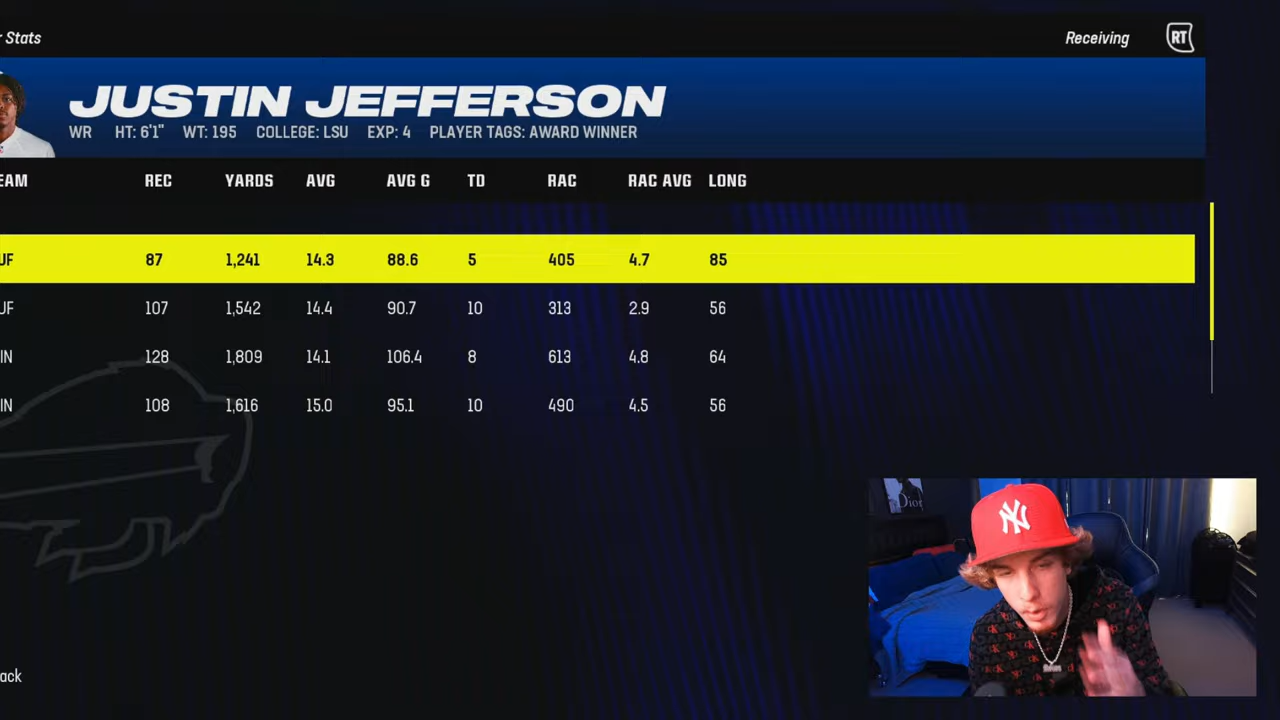 r Stats
Receiving RT
JUSTIN JEFFERSON
WR HT: 6'1" WT: 195 COLLEGE: LSU EXP: 4 PLAYER TAGS: AWARD WINNER
EAM REC YARDS AVG AVG G TD RAC RAC AVG LONG
UF 87 1,241 14.3 88.6 5 405 4.7 85
UF 107 1,542 14.4 90.7 10 313 2.9 56
IN 128 1,809 14.1 106.4 8 613 4.8 64
IN 108 1,616 15.0 95.1 10 490 4.5 56
Dior
NY
ack